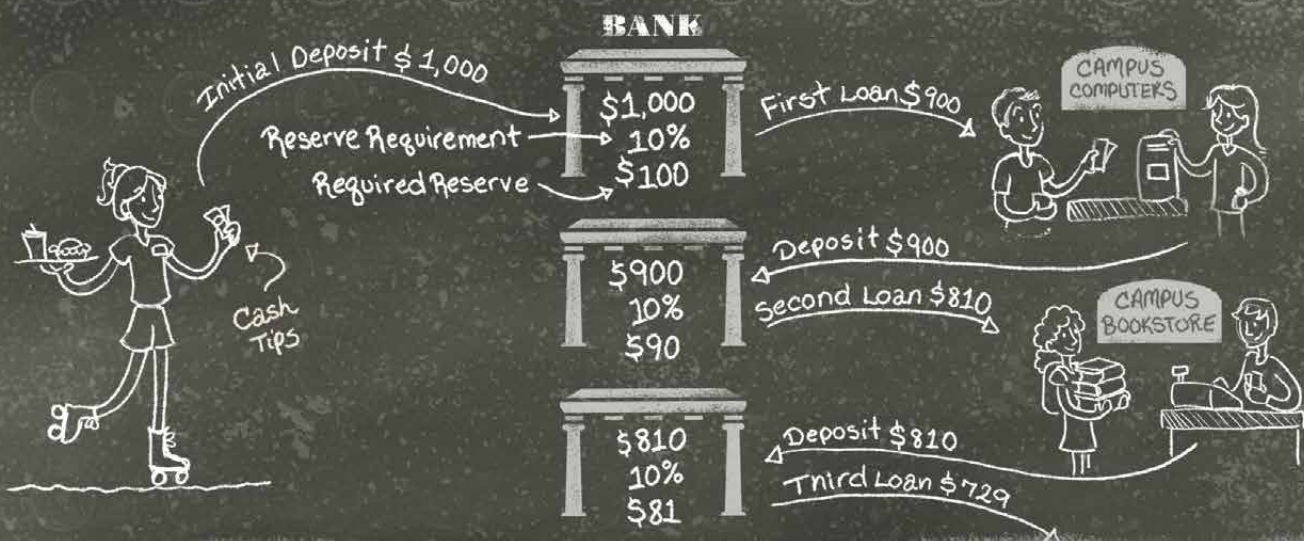 BANK
Initial Deposit $1,000
Reserve Requirement
Required Reserve
$1,000
10%
$100
First Loan $900
CAMPUS
COMPUTERS
Cash
Tips
$900
10%
$90
Deposit $900
Second Loan $810
CAMPUS
BOOKSTORE
$810
10%
$81
Deposit $810
Third Loan $729